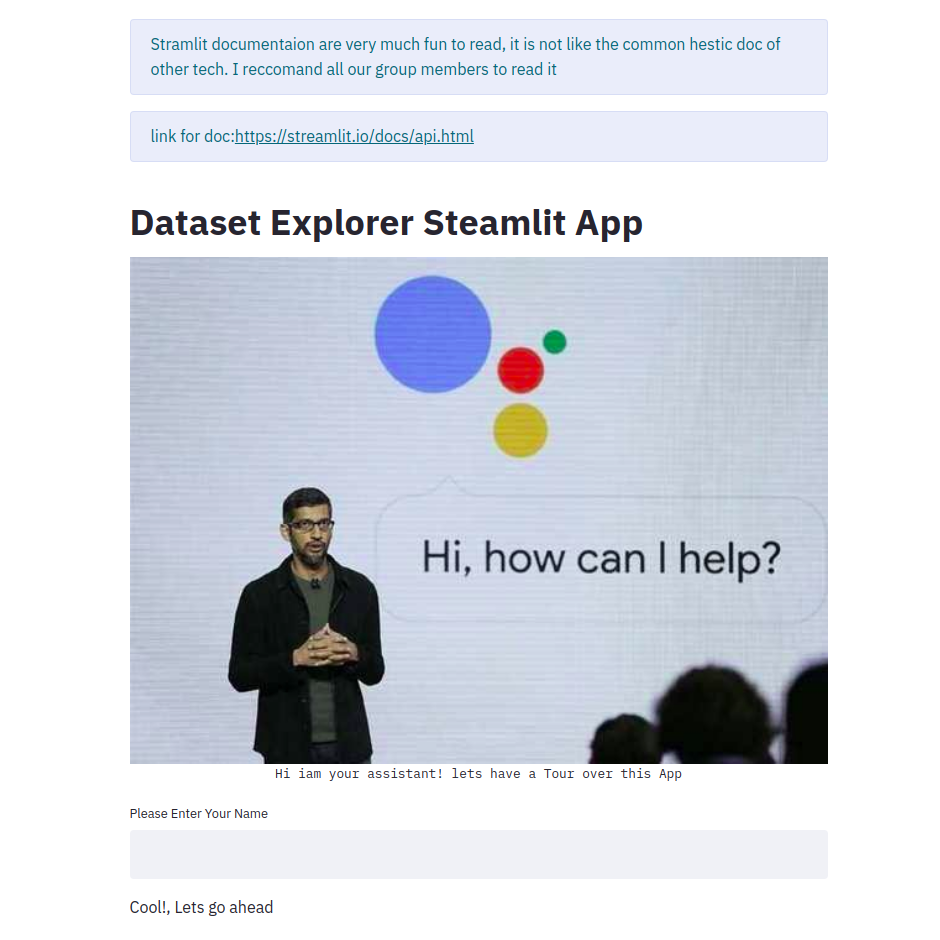 Stramlit documentaion are very much fun to read, it is not like the common hestic doc of
other tech. I reccomand all our group members to read it
link for doc:https://streamlit.io/docs/api.html
Dataset Explorer Steamlit App
Hi, how can I help?
Hi iam your assistant! lets have a Tour over this App
Please Enter Your Name
Cool!, Lets go ahead